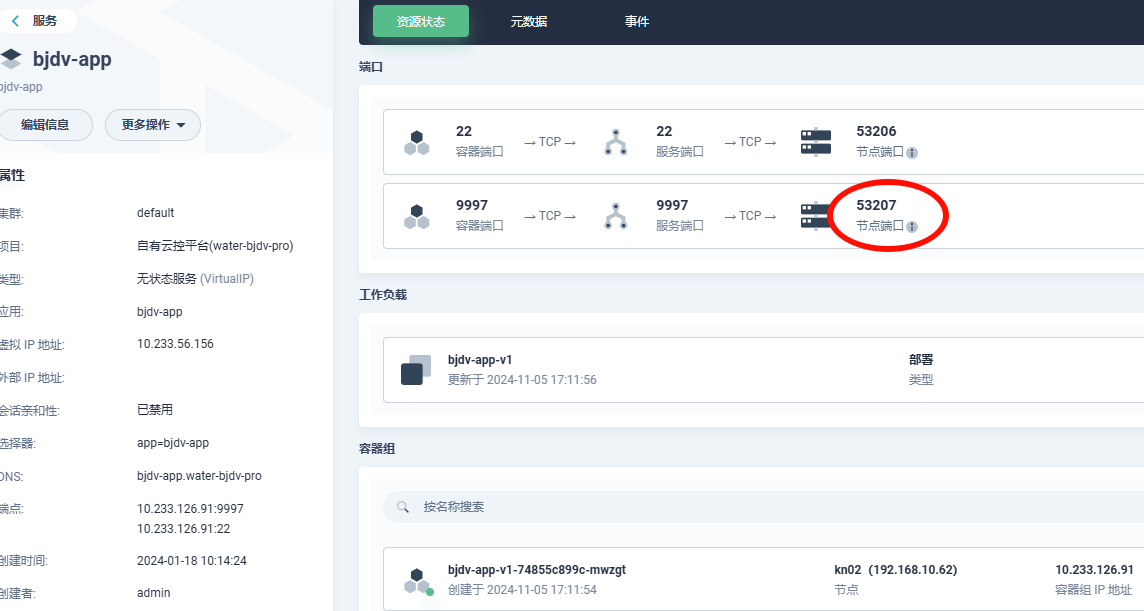 服务
bjdv-app
bjdv-app
编辑信息
更多操作
属性
集群:
default
项目:
自有云控平台(water-bjdv-pro)
类型:
无状态服务 (VirtualIP)
应用:
bjdv-app
虚拟 IP 地址:
10.233.56.156
外部 IP 地址:
会话亲和性:
已禁用
选择器:
app=bjdv-app
DNS:
bjdv-app.water-bjdv-pro
端点:
10.233.126.91:9997
10.233.126.91:22
创建时间:
2024-01-18 10:14:24
创建者:
admin
资源状态
元数据
事件
端口
22
容器端口
→ TCP →
22
服务端口
→ TCP →
53206
节点端口
9997
容器端口
→ TCP →
9997
服务端口
→ TCP →
53207
节点端口
工作负载
bjdv-app-v1
更新于 2024-11-05 17:11:56
部署
类型
容器组
按名称搜索
bjdv-app-v1-74855c899c-mwzgt
创建于 2024-11-05 17:11:54
kn02（192.168.10.62)
节点
10.233.126.91
容器组 IP 地址